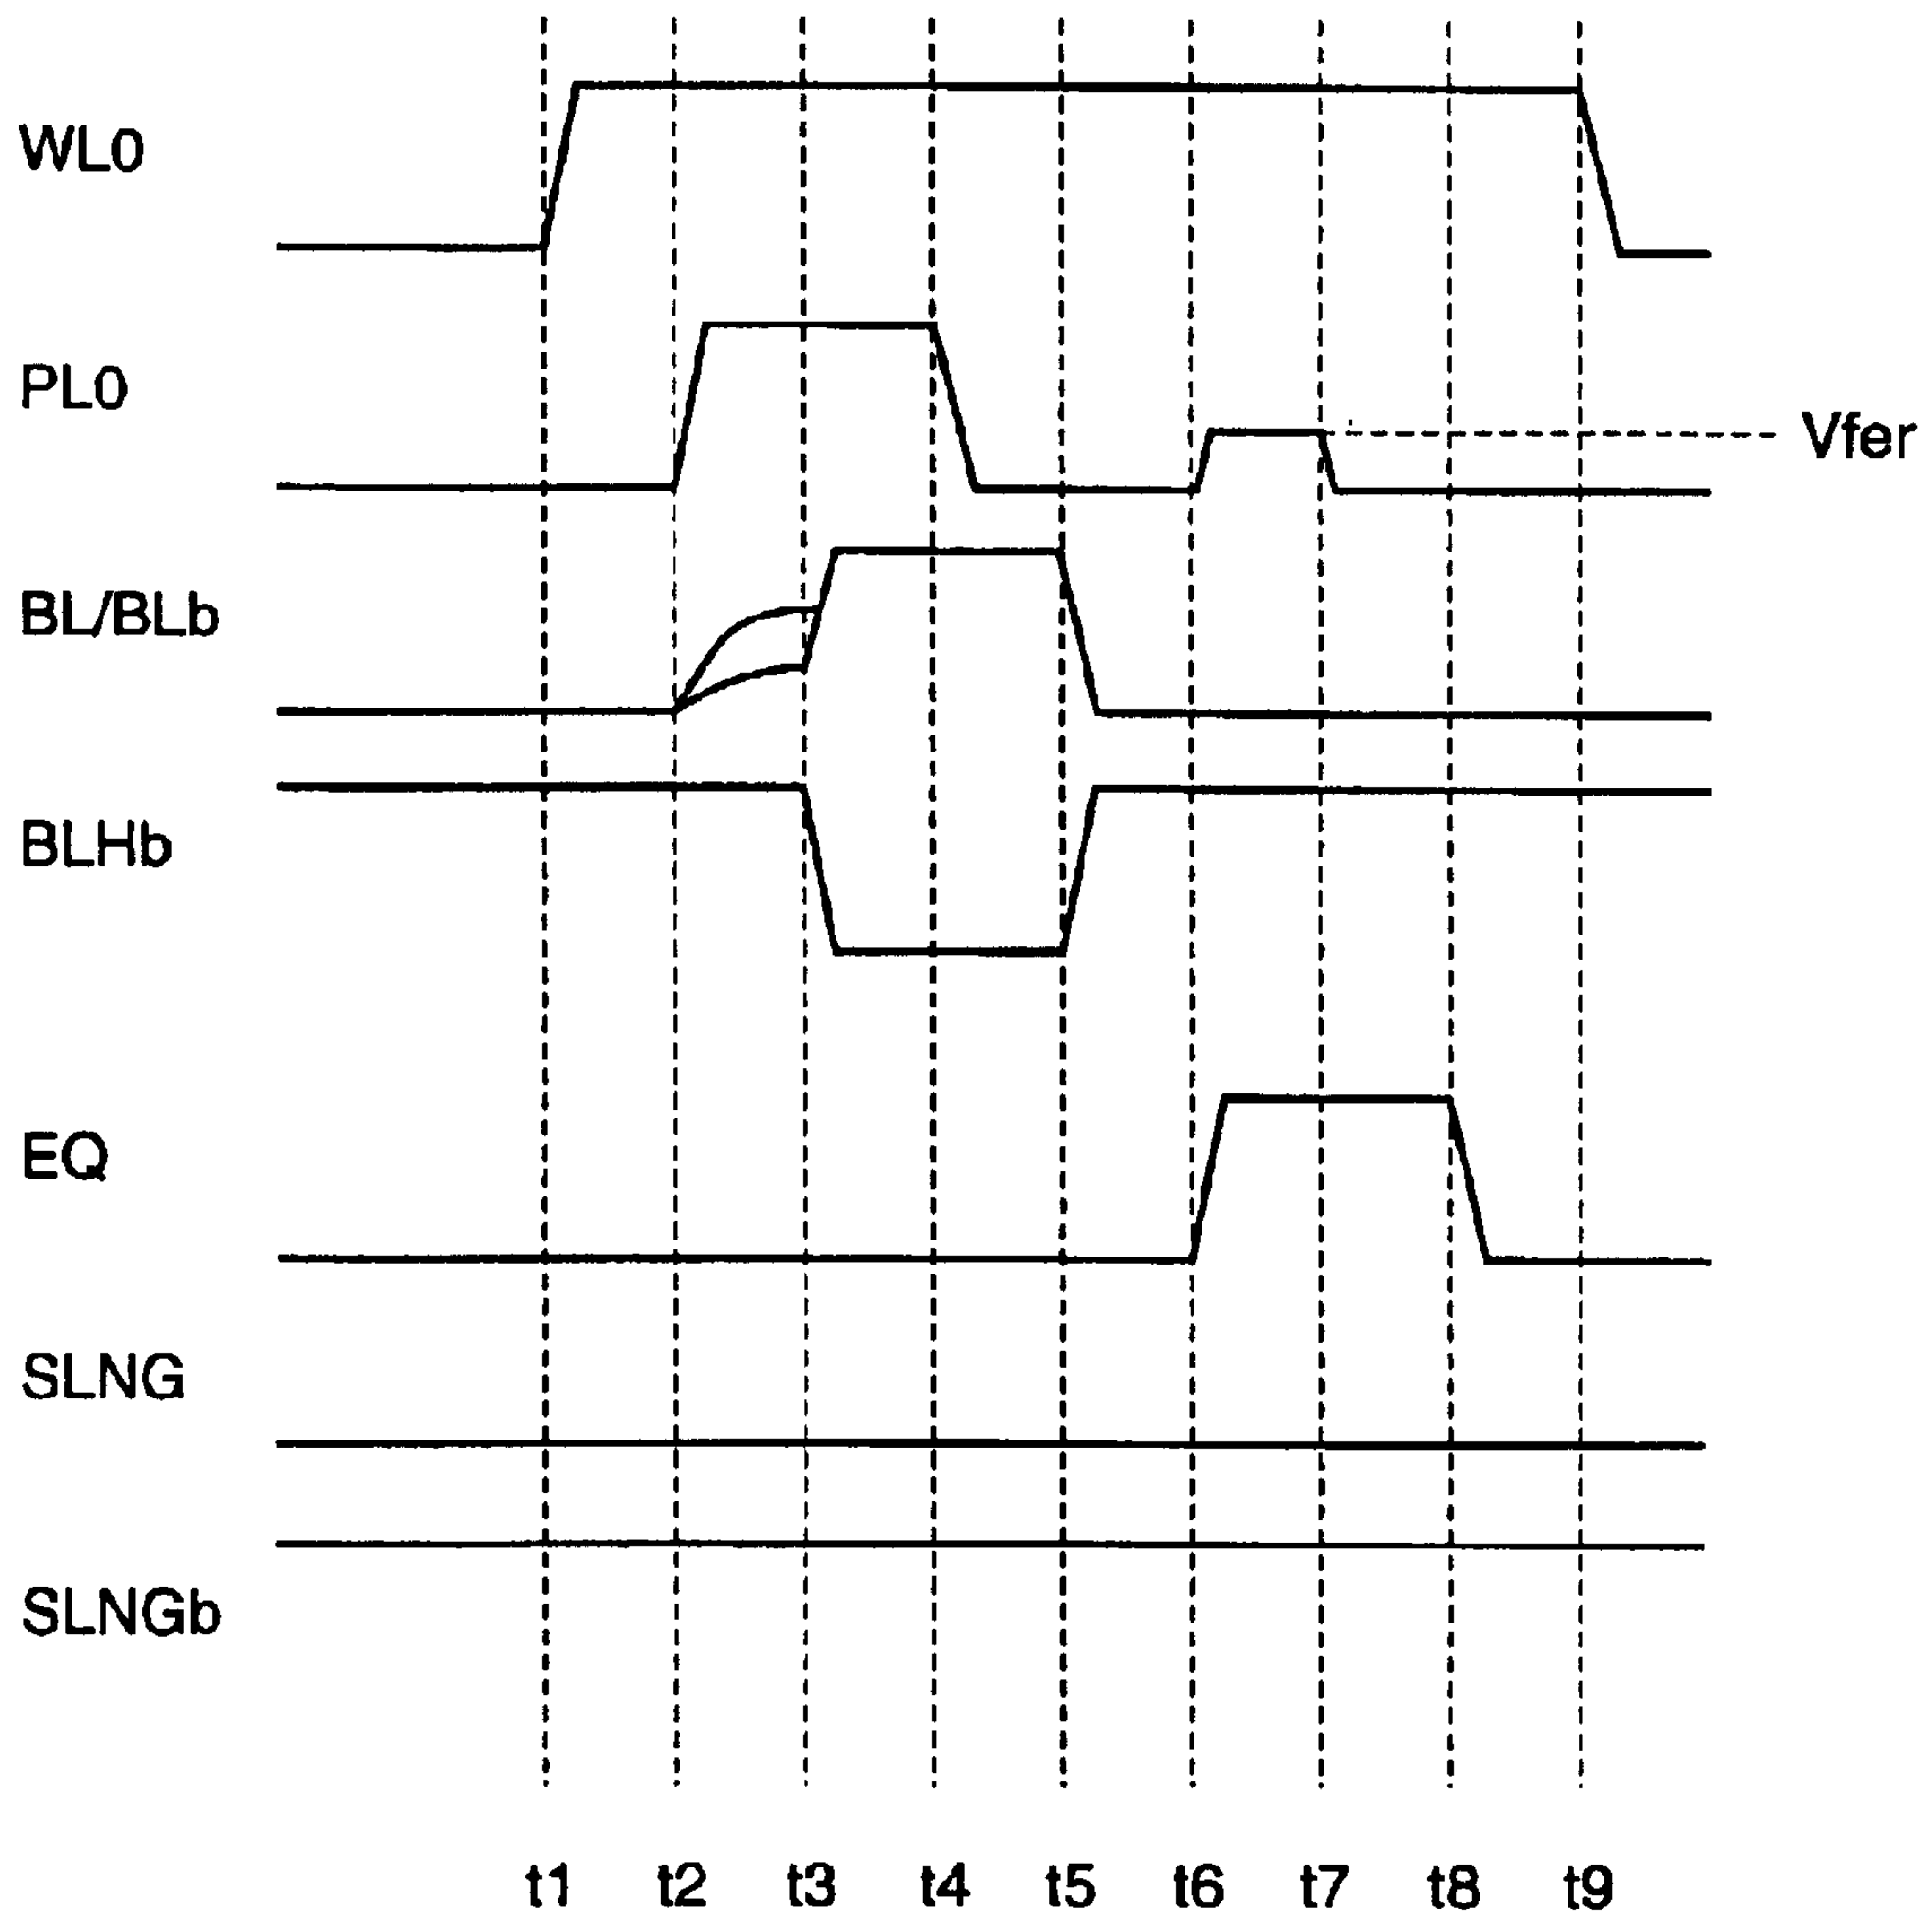 WL0
PL0
Vfer
BL/BLb
BLHb
EQ
SLNG
SLNGb
t1 t2 t3 t4 t5 t6 t7 t8 t9